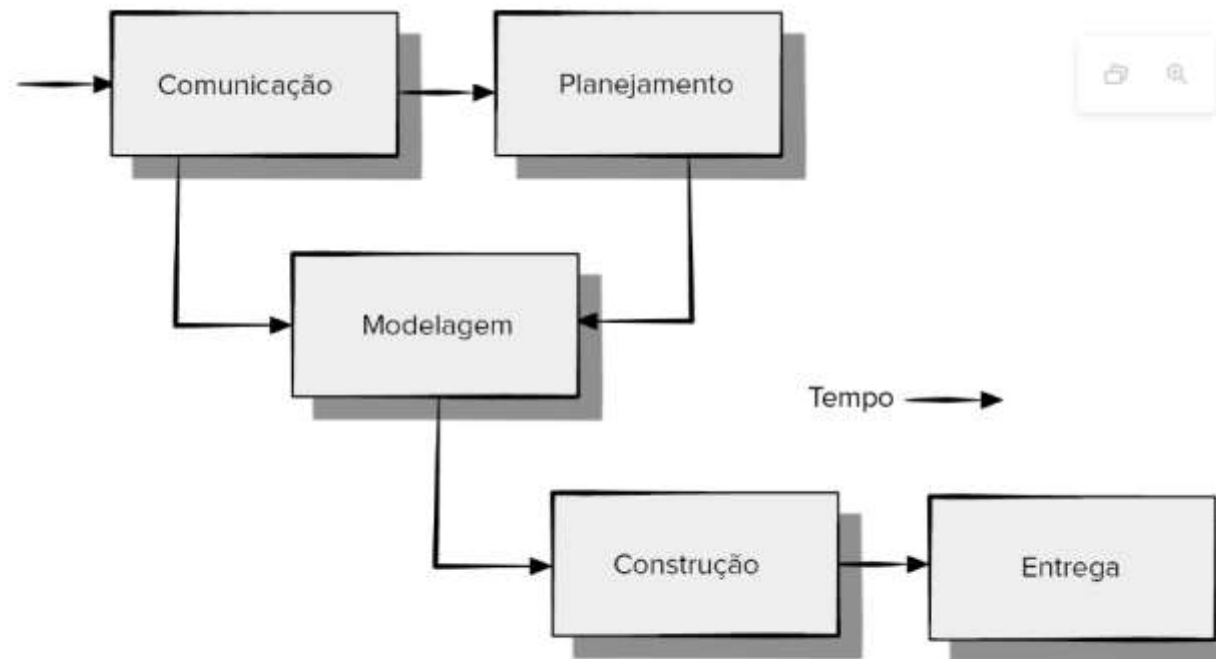 Comunicação
Planejamento
Modelagem
Tempo
Construção
Entrega